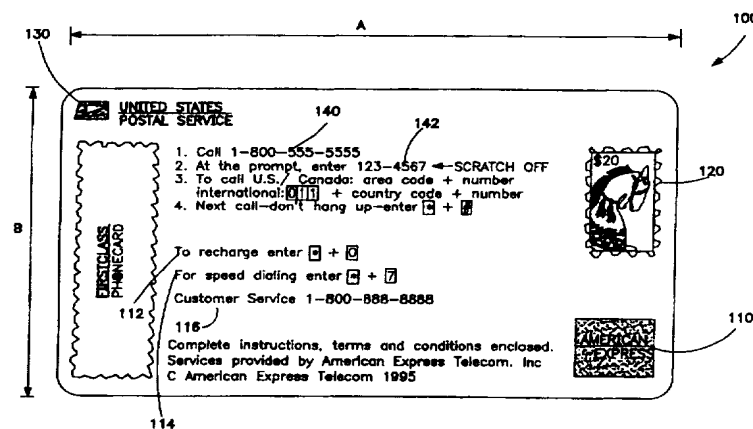 A
100
130
UNITED STATES
POSTAL SERVICE
140
142
1. Call 1-800-555-5555
2. At the prompt, enter 123-4567 ←SCRATCH OFF
3. To call U.S./ Canada: area code + number
international: 011 + country code + number
4. Next call-don't hang up-enter * + #
$20
120
B
FIRSTCLASS
PHONECARD
To recharge enter * + 0
For speed dialing enter * + 7
112
Customer Service 1-800-888-8888
116
110
AMERICAN
EXPRESS
Complete instructions, terms and conditions enclosed.
Services provided by American Express Telecom. Inc
C American Express Telecom 1995
114